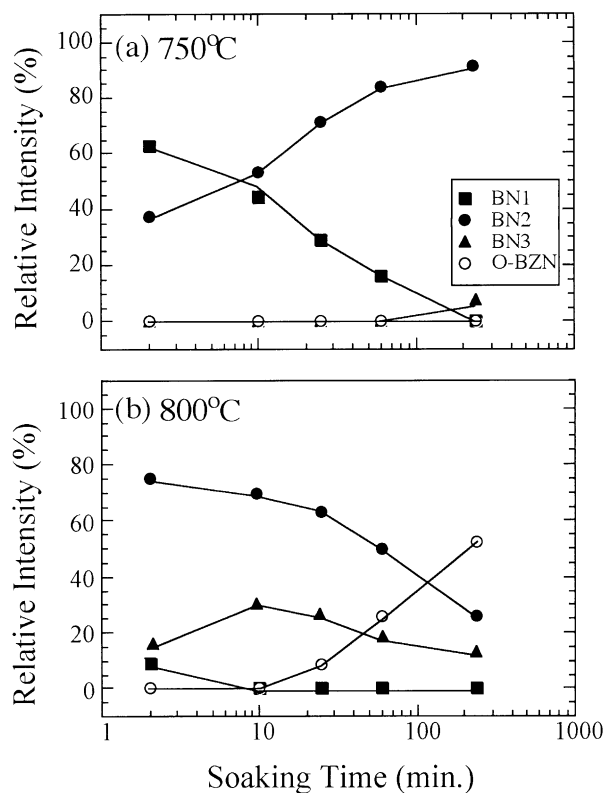 (a) 750°C
Relative Intensity (%)
100
80
60
40
20
0
BN1
BN2
BN3
O-BZN
(b) 800°C
Relative Intensity (%)
100
80
60
40
20
0
1 10 100 1000
Soaking Time (min.)